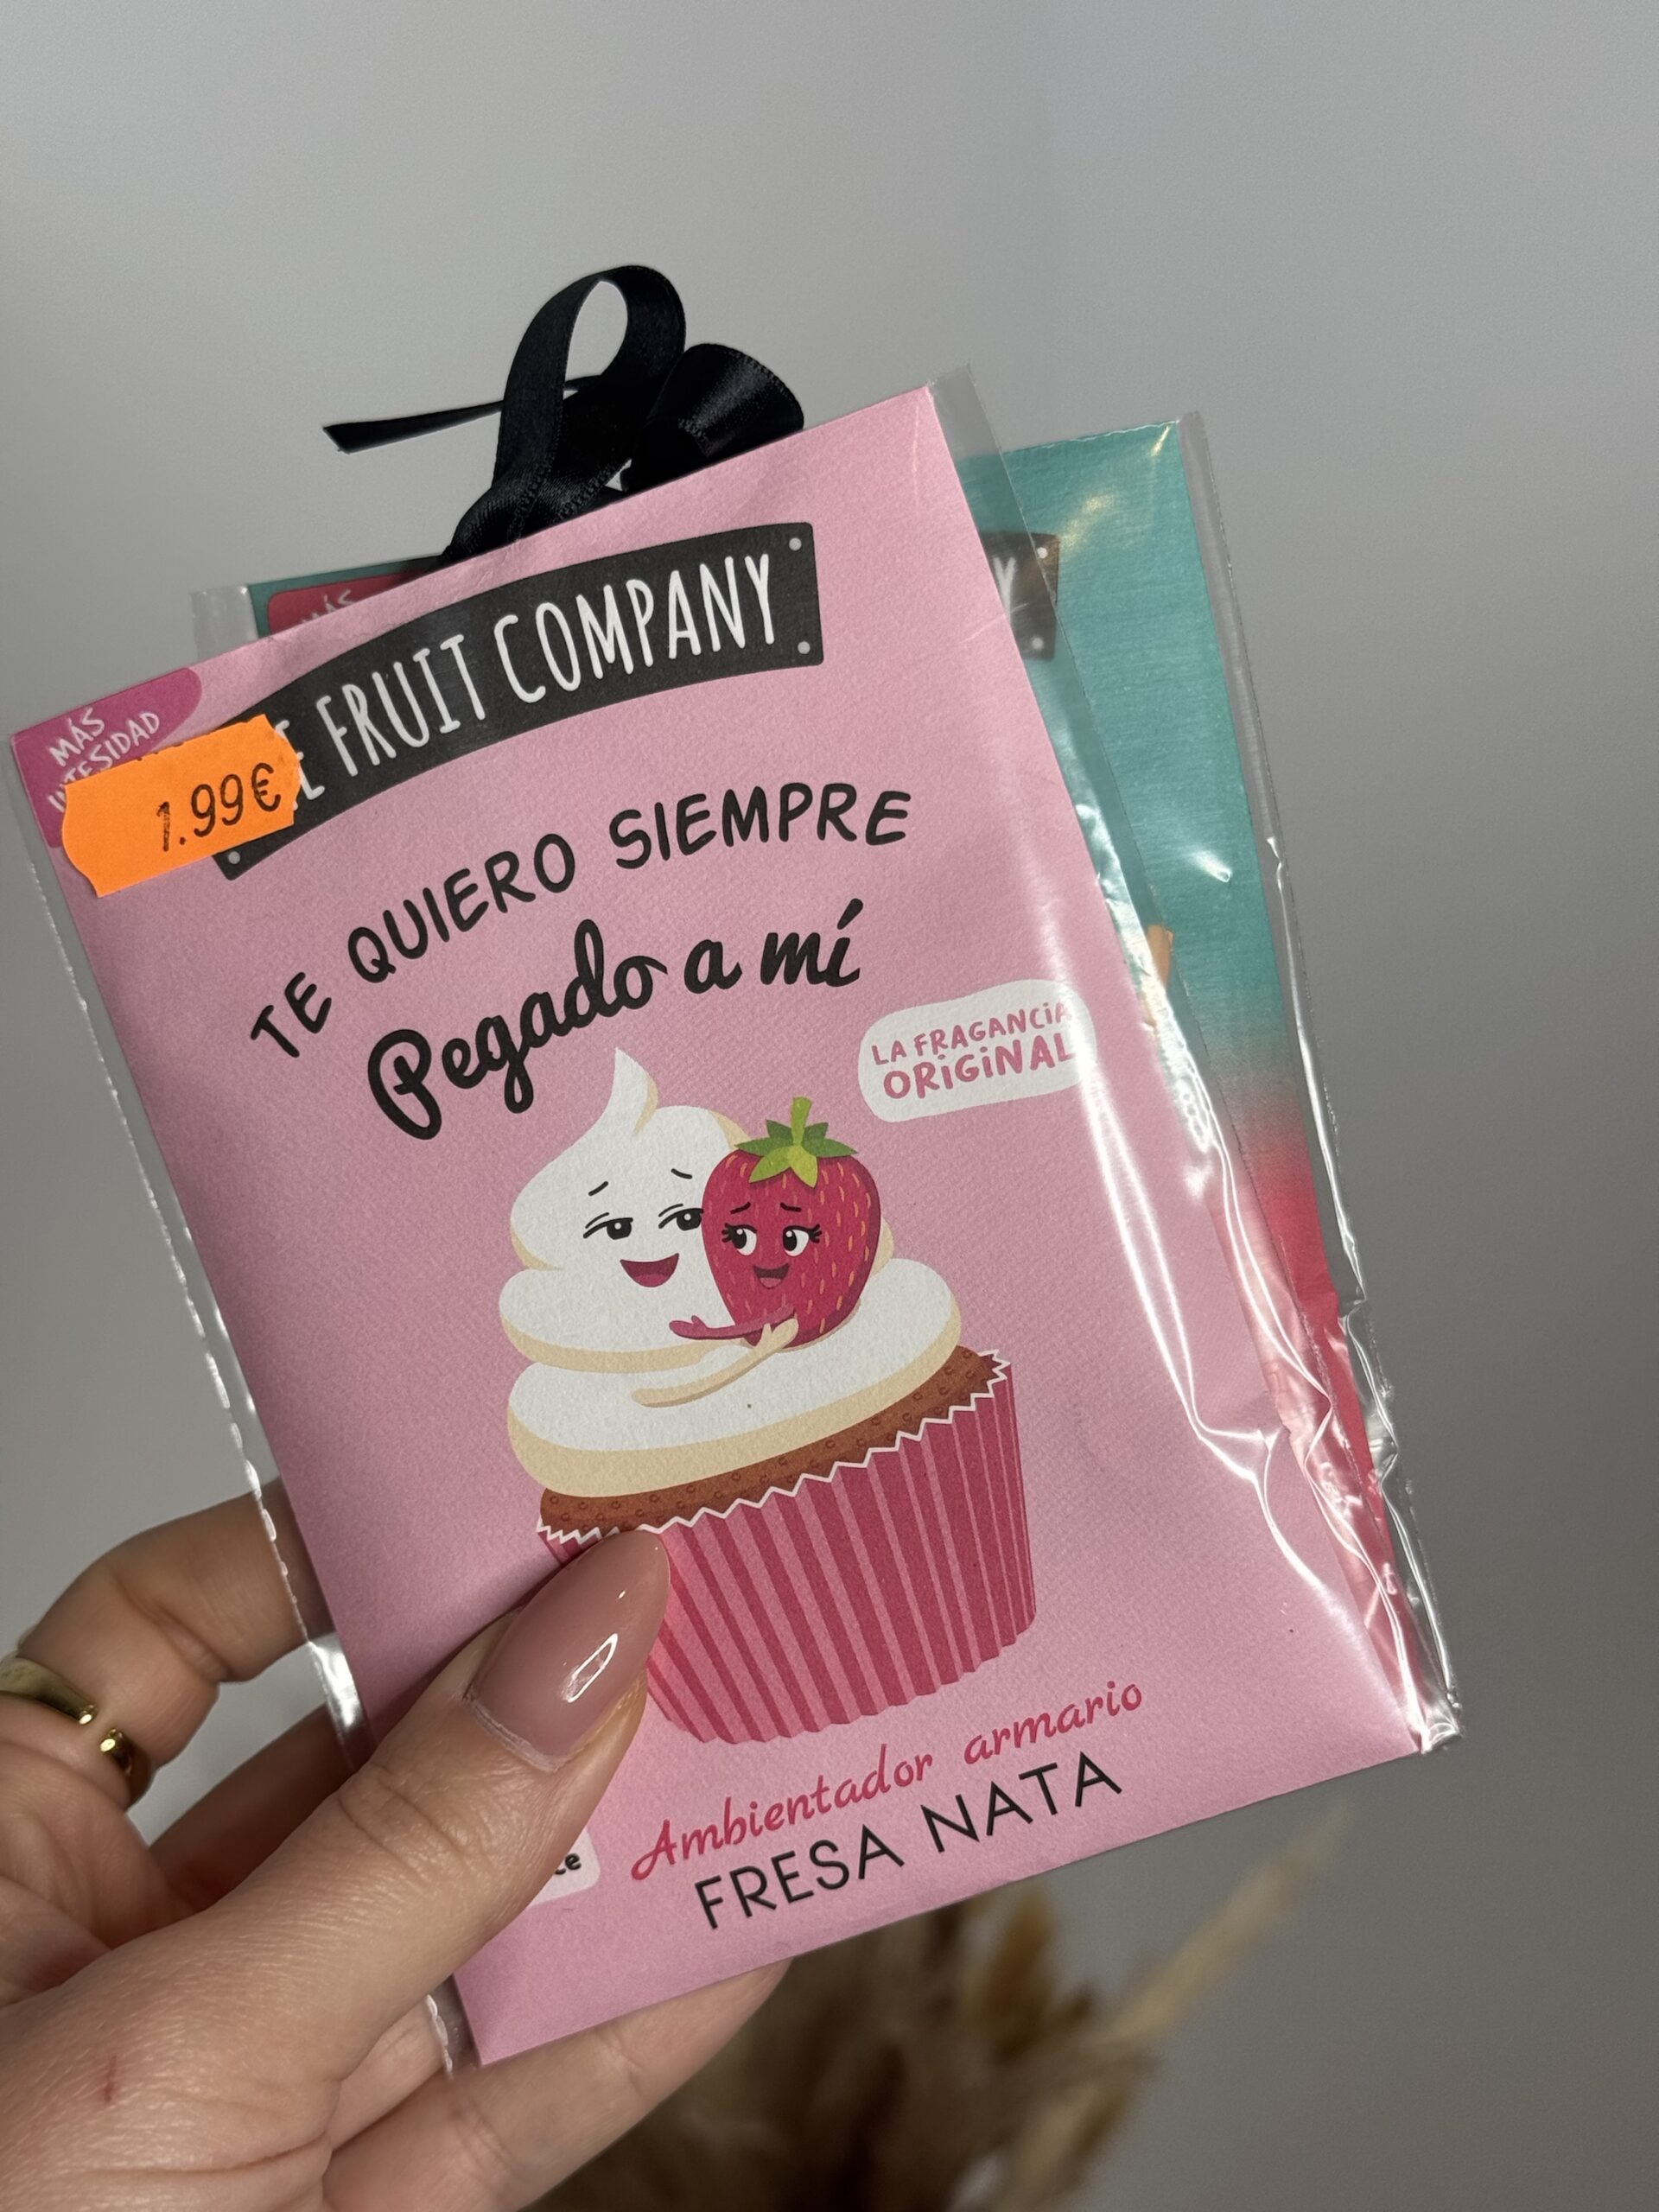 MÁS
FRUIT COMPANY
1.99€
TE QUIERO SIEMPRE
Pegado a mí
LA FRAGANCIA
ORIGINAL
Ambientador armario
FRESA NATA